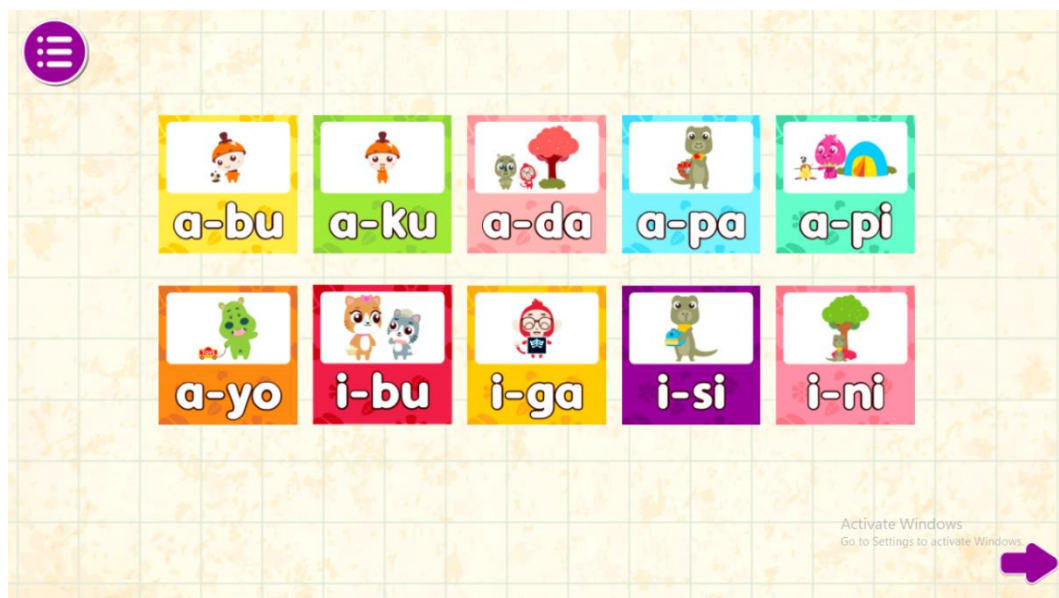 a-bu a-ku a-da a-pa a-pi
a-yo i-bu i-ga i-si i-ni
Activate Windows
Go to Settings to activate Windows.